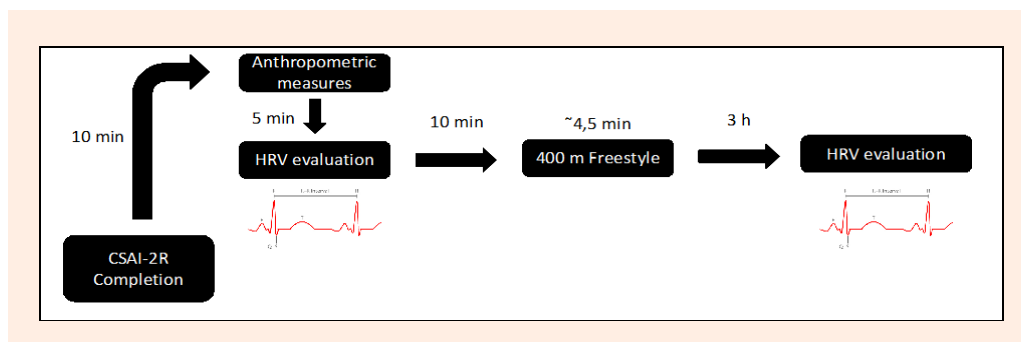 Anthropometric
measures
10 min
5 min
10 min
~4,5 min
3 h
HRV evaluation
400 m Freestyle
HRV evaluation
CSAI-2R
Completion